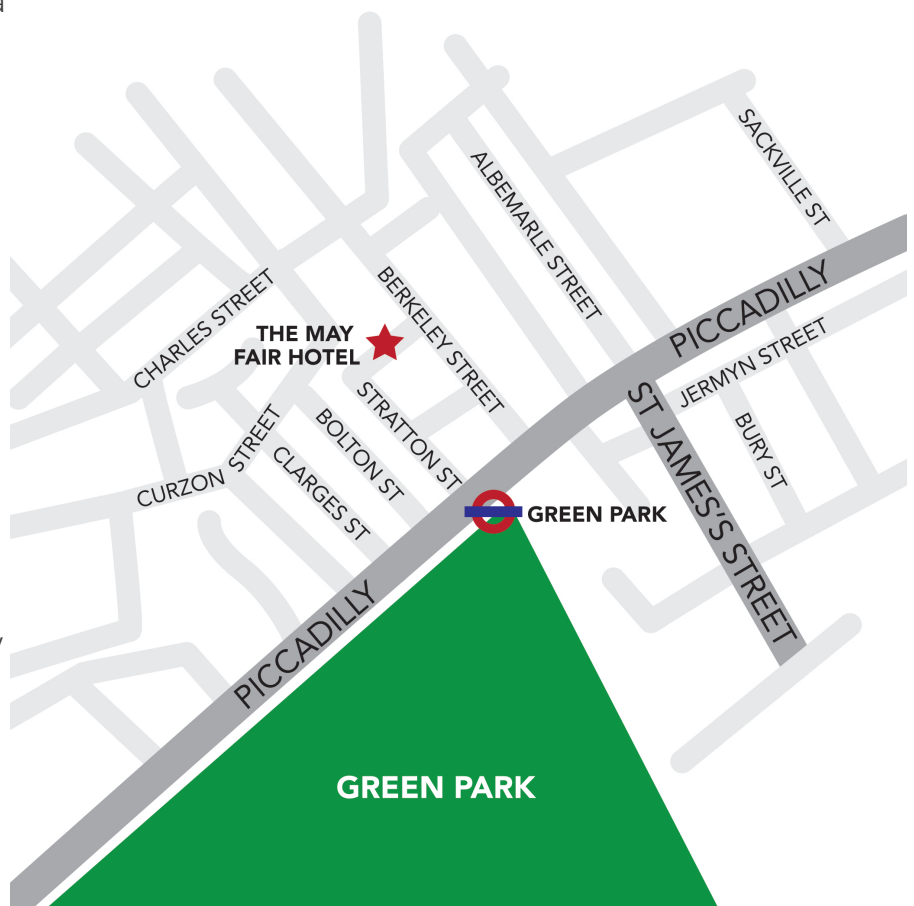 a
SACKVILLE ST
ALBEMARLE STREET
PICCADILLY
BERKELEY STREET
CHARLES STREET
THE MAY
FAIR HOTEL
JERMYN STREET
STRATTON ST
BOLTON ST
ST JAMES'S STREET
BURY ST
CURZON STREET
CLARGES ST
GREEN PARK
PICCADILLY
GREEN PARK